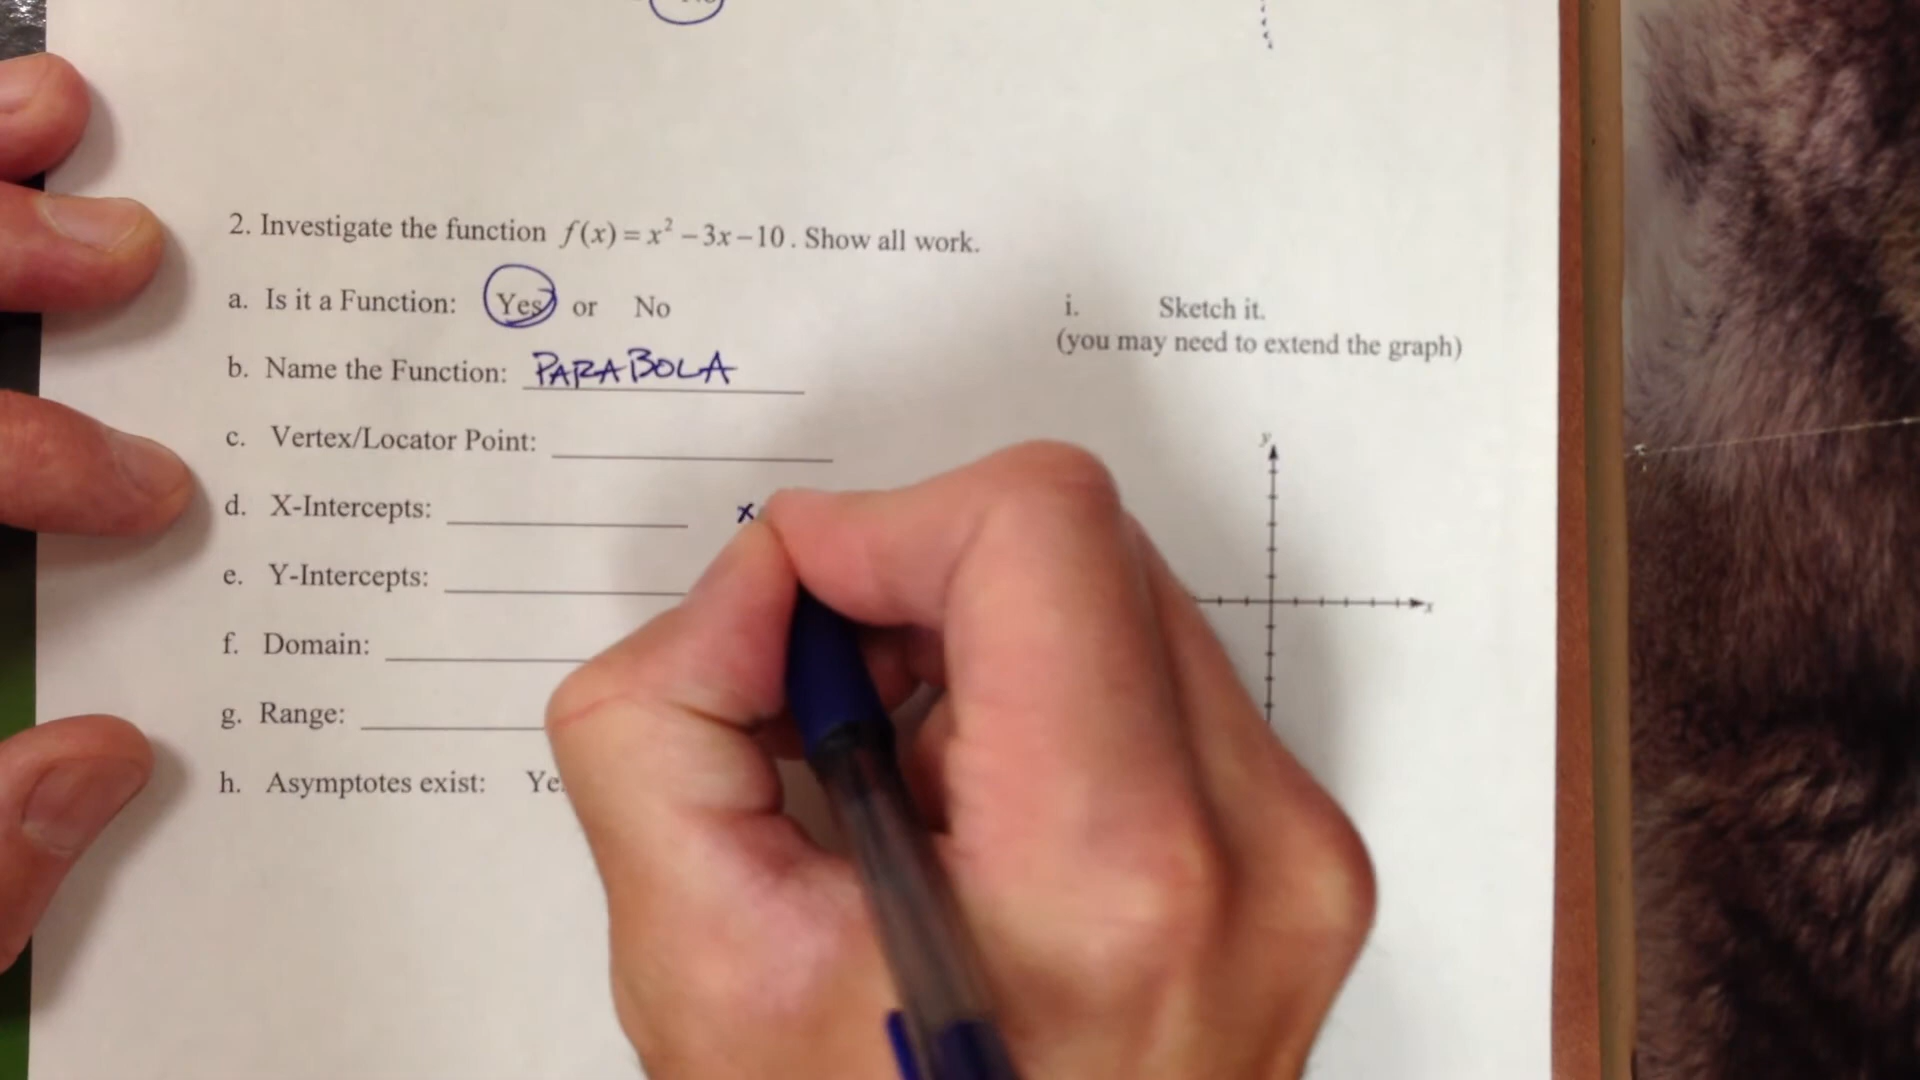 2. Investigate the function f(x) = x² – 3x – 10. Show all work.
a. Is it a Function: Yes or No
b. Name the Function: PARABOLA
c. Vertex/Locator Point:
d. X-Intercepts: x
e. Y-Intercepts:
f. Domain:
g. Range:
h. Asymptotes exist:
i. Sketch it.
(you may need to extend the graph)
y
x